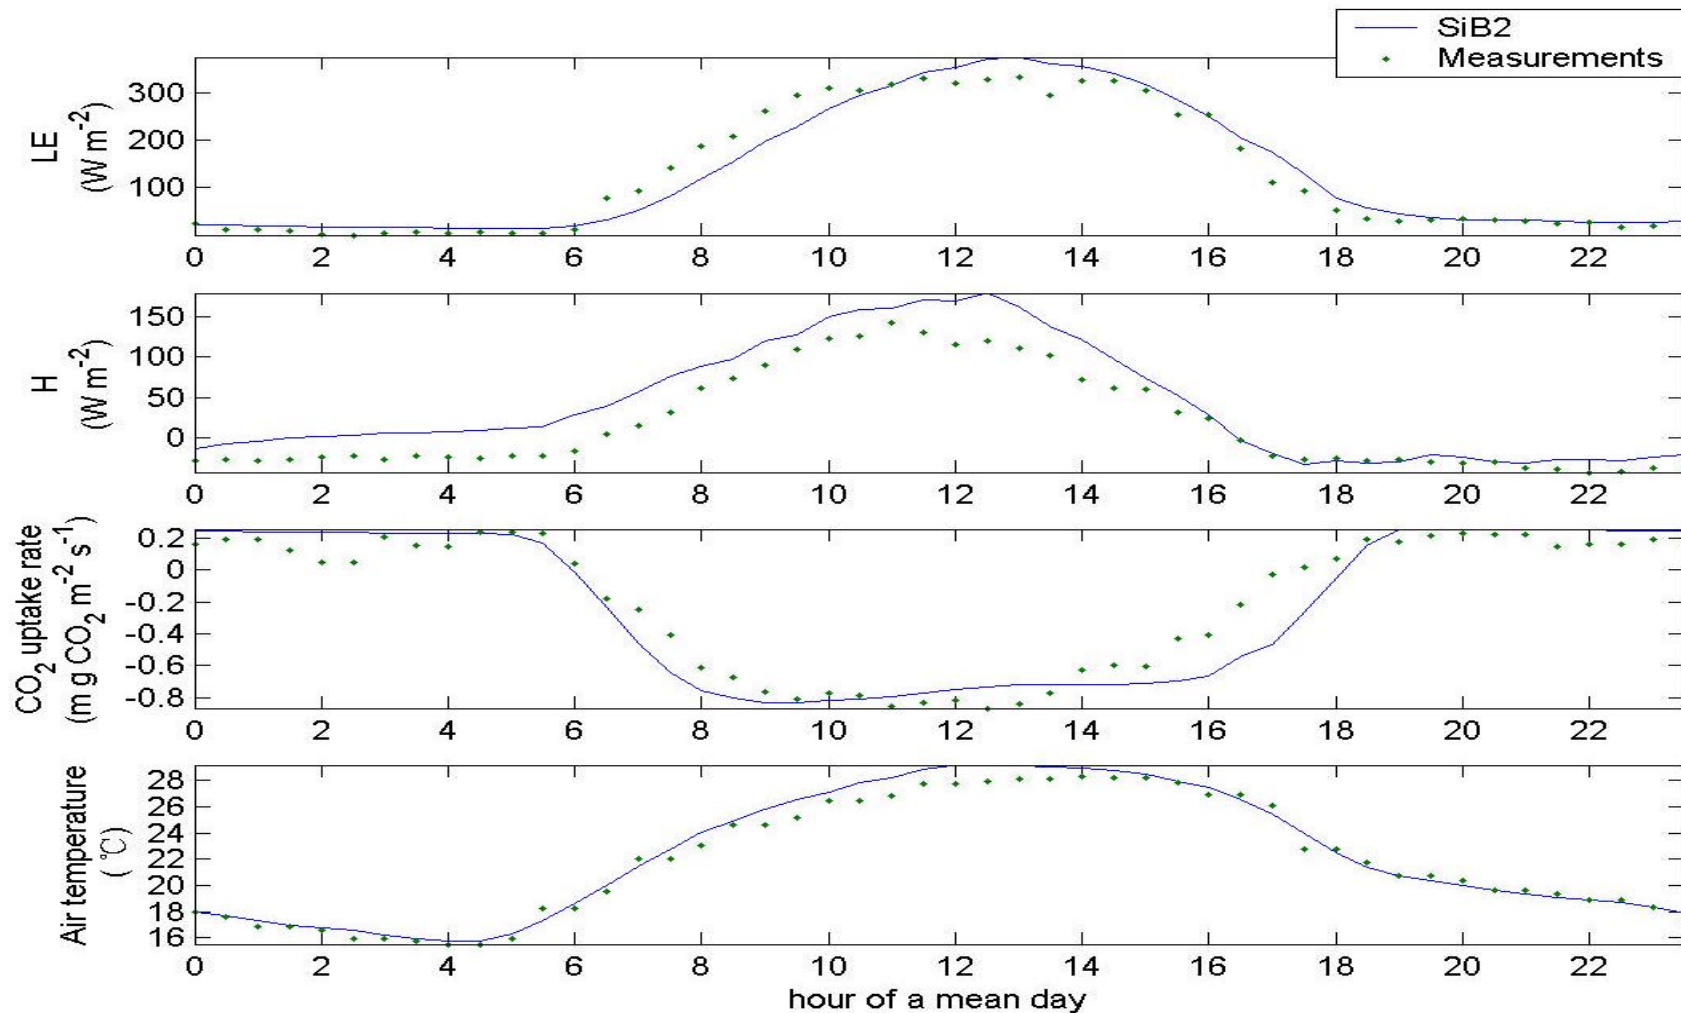 SiB2
Measurements
300
200
100
LE
(W m-2)
0 2 4 6 8 10 12 14 16 18 20 22
150
100
50
0
H
(W m-2)
0 2 4 6 8 10 12 14 16 18 20 22
0.2
0
-0.2
-0.4
-0.6
-0.8
CO2 uptake rate
(m g CO2 m-2 s-1)
0 2 4 6 8 10 12 14 16 18 20 22
28
26
24
22
20
18
16
Air temperature
(℃)
0 2 4 6 8 10 12 14 16 18 20 22
hour of a mean day